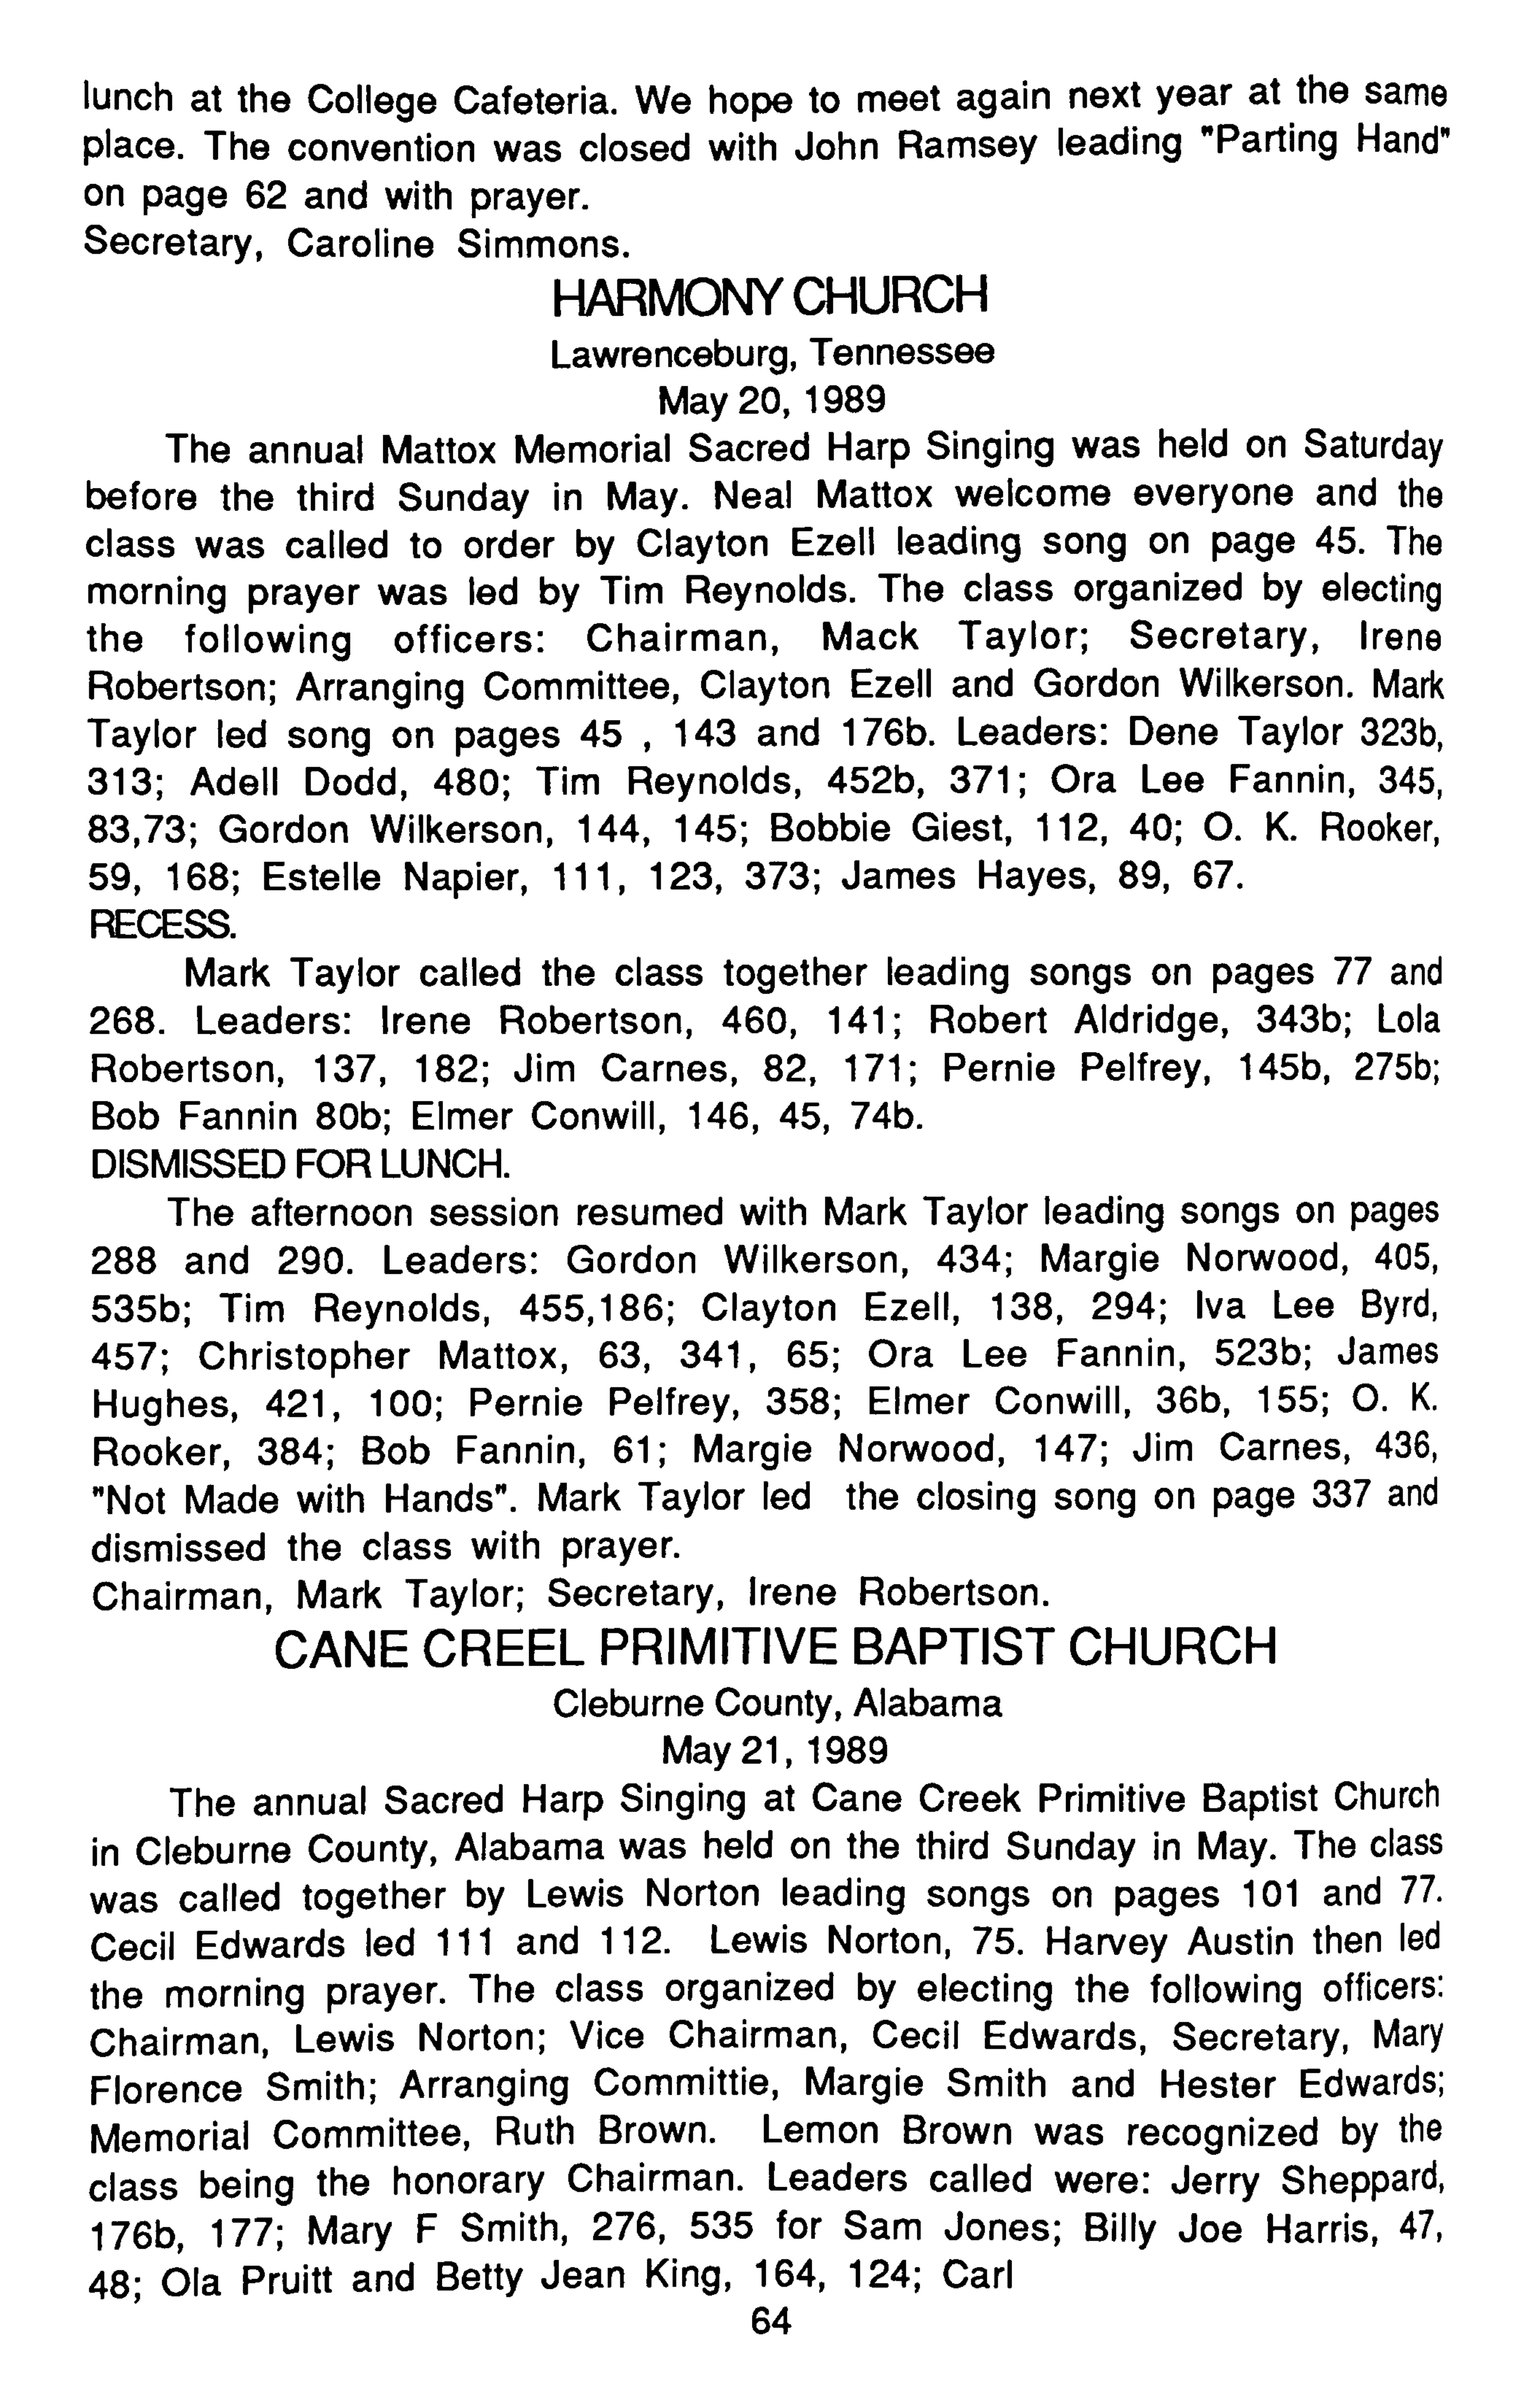 lunch at the College Cafeteria. We hope to meet again next year at the same
place. The convention was closed with John Ramsey leading "Parting Hand"
on page 62 and with prayer.
Secretary, Caroline Simmons.
HARMONY CHURCH
Lawrenceburg, Tennessee
May 20, 1989
The annual Mattox Memorial Sacred Harp Singing was held on Saturday
before the third Sunday in May. Neal Mattox welcome everyone and the
class was called to order by Clayton Ezell leading song on page 45. The
morning prayer was led by Tim Reynolds. The class organized by electing
the following officers: Chairman, Mack Taylor; Secretary, Irene
Robertson; Arranging Committee, Clayton Ezell and Gordon Wilkerson. Mark
Taylor led song on pages 45 , 143 and 176b. Leaders: Dene Taylor 323b,
313; Adell Dodd, 480; Tim Reynolds, 452b, 371; Ora Lee Fannin, 345,
83,73; Gordon Wilkerson, 144, 145; Bobbie Giest, 112, 40; O. K. Rooker,
59, 168; Estelle Napier, 111, 123, 373; James Hayes, 89, 67.
RECESS.
Mark Taylor called the class together leading songs on pages 77 and
268. Leaders: Irene Robertson, 460, 141; Robert Aldridge, 343b; Lola
Robertson, 137, 182; Jim Carnes, 82, 171; Pernie Pelfrey, 145b, 275b;
Bob Fannin 80b; Elmer Conwill, 146, 45, 74b.
DISMISSED FOR LUNCH.
The afternoon session resumed with Mark Taylor leading songs on pages
288 and 290. Leaders: Gordon Wilkerson, 434; Margie Norwood, 405,
535b; Tim Reynolds, 455,186; Clayton Ezell, 138, 294; Iva Lee Byrd,
457; Christopher Mattox, 63, 341, 65; Ora Lee Fannin, 523b; James
Hughes, 421, 100; Pernie Pelfrey, 358; Elmer Conwill, 36b, 155; O. K.
Rooker, 384; Bob Fannin, 61; Margie Norwood, 147; Jim Carnes, 436,
"Not Made with Hands". Mark Taylor led the closing song on page 337 and
dismissed the class with prayer.
Chairman, Mark Taylor; Secretary, Irene Robertson.
CANE CREEL PRIMITIVE BAPTIST CHURCH
Cleburne County, Alabama
May 21, 1989
The annual Sacred Harp Singing at Cane Creek Primitive Baptist Church
in Cleburne County, Alabama was held on the third Sunday in May. The class
was called together by Lewis Norton leading songs on pages 101 and 77.
Cecil Edwards led 111 and 112. Lewis Norton, 75. Harvey Austin then led
the morning prayer. The class organized by electing the following officers:
Chairman, Lewis Norton; Vice Chairman, Cecil Edwards, Secretary, Mary
Florence Smith; Arranging Committie, Margie Smith and Hester Edwards;
Memorial Committee, Ruth Brown. Lemon Brown was recognized by the
class being the honorary Chairman. Leaders called were: Jerry Sheppard,
176b, 177; Mary F Smith, 276, 535 for Sam Jones; Billy Joe Harris, 47,
48; Ola Pruitt and Betty Jean King, 164, 124; Carl
64